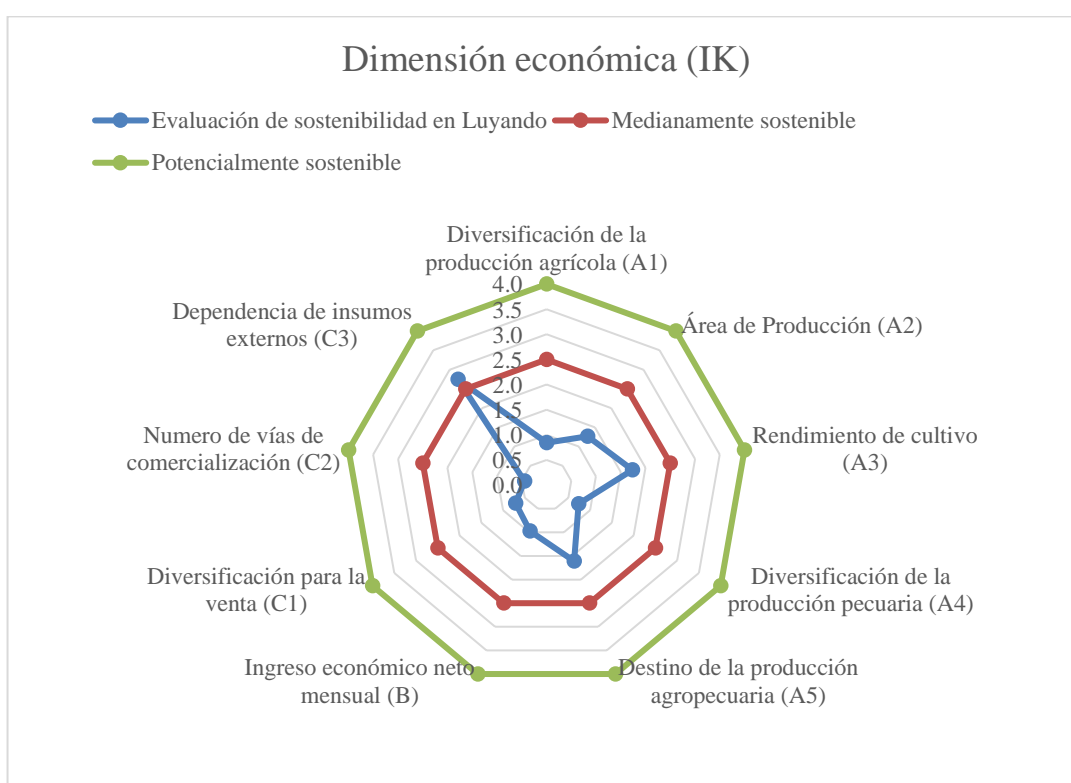 Dimensión económica (IK)
Evaluación de sostenibilidad en Luyando
Medianamente sostenible
Potencialmente sostenible
Diversificación de la
producción agrícola (A1)
Dependencia de insumos
externos (C3)
Área de Producción (A2)
Numero de vías de
comercialización (C2)
Rendimiento de cultivo
(A3)
Diversificación para la
venta (C1)
Diversificación de la
producción pecuaria (A4)
Ingreso económico neto
mensual (B)
Destino de la producción
agropecuaria (A5)
4.0
3.5
3.0
2.5
2.0
1.5
1.0
0.5
0.0